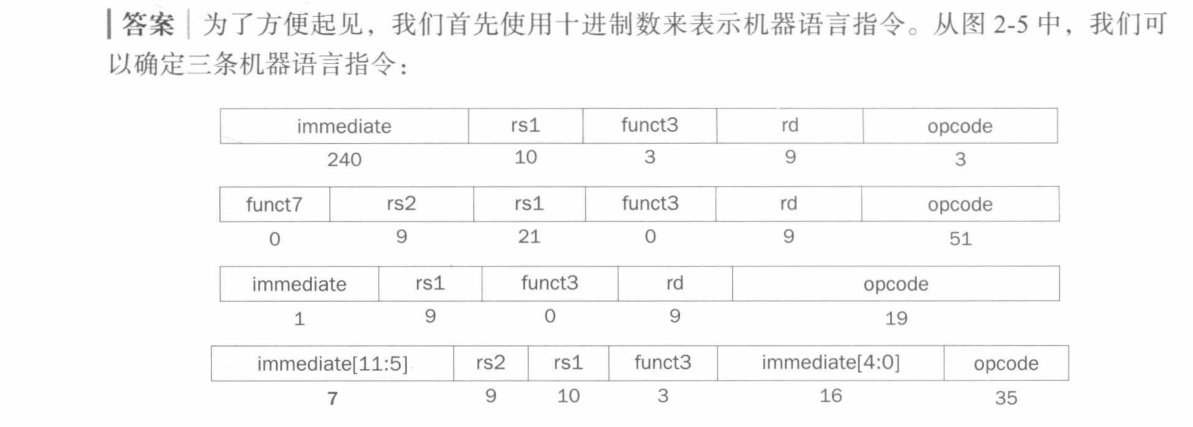 答案 | 为了方便起见，我们首先使用十进制数来表示机器语言指令。从图 2-5 中，我们可
以确定三条机器语言指令：
immediate rs1 funct3 rd opcode
240 10 3 9 3
funct7 rs2 rs1 funct3 rd opcode
0 9 21 0 9 51
immediate rs1 funct3 rd opcode
1 9 0 9 19
immediate[11:5] rs2 rs1 funct3 immediate[4:0] opcode
7 9 10 3 16 35